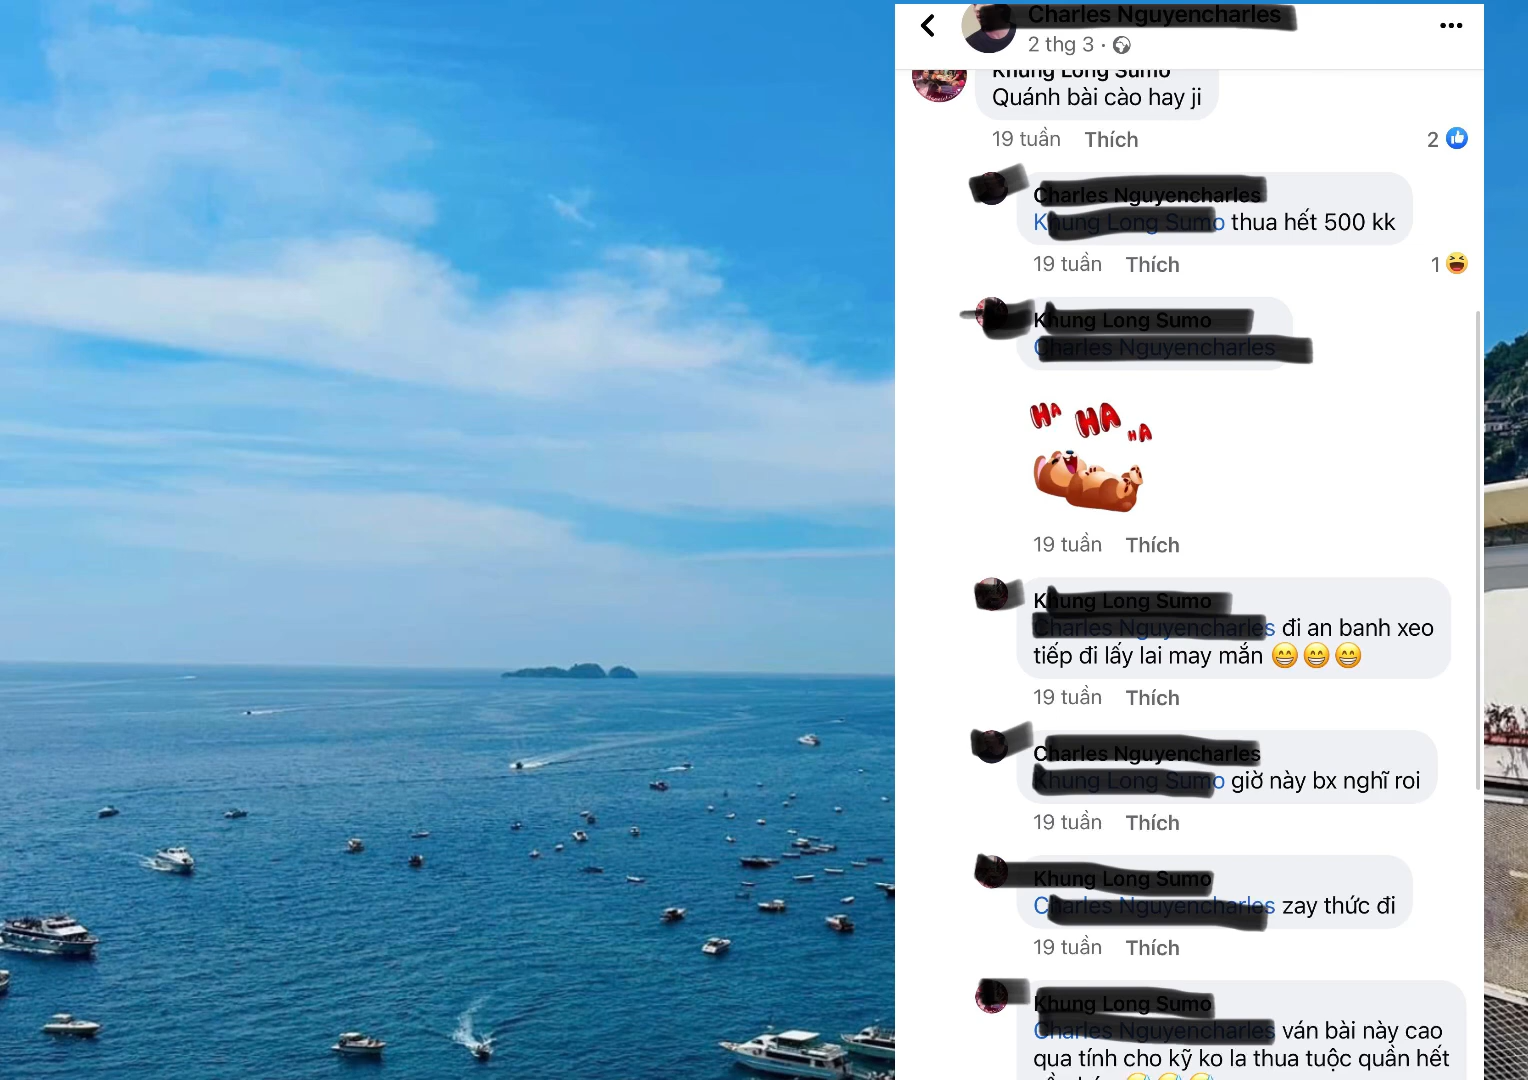 Charles Nguyencharles
2 thg 3
Khung Long Sumo
Quánh bài cào hay ji
19 tuần Thích 2
Charles Nguyencharles
Khung Long Sumo thua hết 500 kk
19 tuần Thích 1
Khung Long Sumo
Charles Nguyencharles
HA HA HA
19 tuần Thích
Khung Long Sumo
Charles Nguyencharles đi an banh xeo
tiếp đi lấy lai may mắn 😁😁😁
19 tuần Thích
Charles Nguyencharles
Khung Long Sumo giờ này bx nghĩ roi
19 tuần Thích
Khung Long Sumo
Charles Nguyencharles zay thức đi
19 tuần Thích
Khung Long Sumo
Charles Nguyencharles ván bài này cao
qua tính cho kỹ ko la thua tuộc quần hết